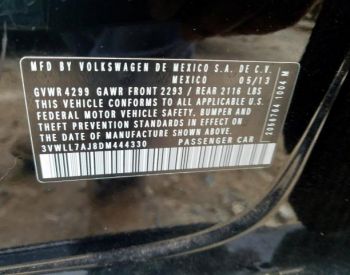 MFD BY VOLKSWAGEN DE MEXICO S.A. DE C.V.
MEXICO 05/13
GVWR 4299 GAWR FRONT 2293 / REAR 2116 LBS
THIS VEHICLE CONFORMS TO ALL APPLICABLE U.S.
FEDERAL MOTOR VEHICLE SAFETY, BUMPER AND
THEFT PREVENTION STANDARDS IN EFFECT ON
THE DATE OF MANUFACTURE SHOWN ABOVE.
3VWLL7AJ8DM444330 PASSENGER CAR
2068704 1004 M